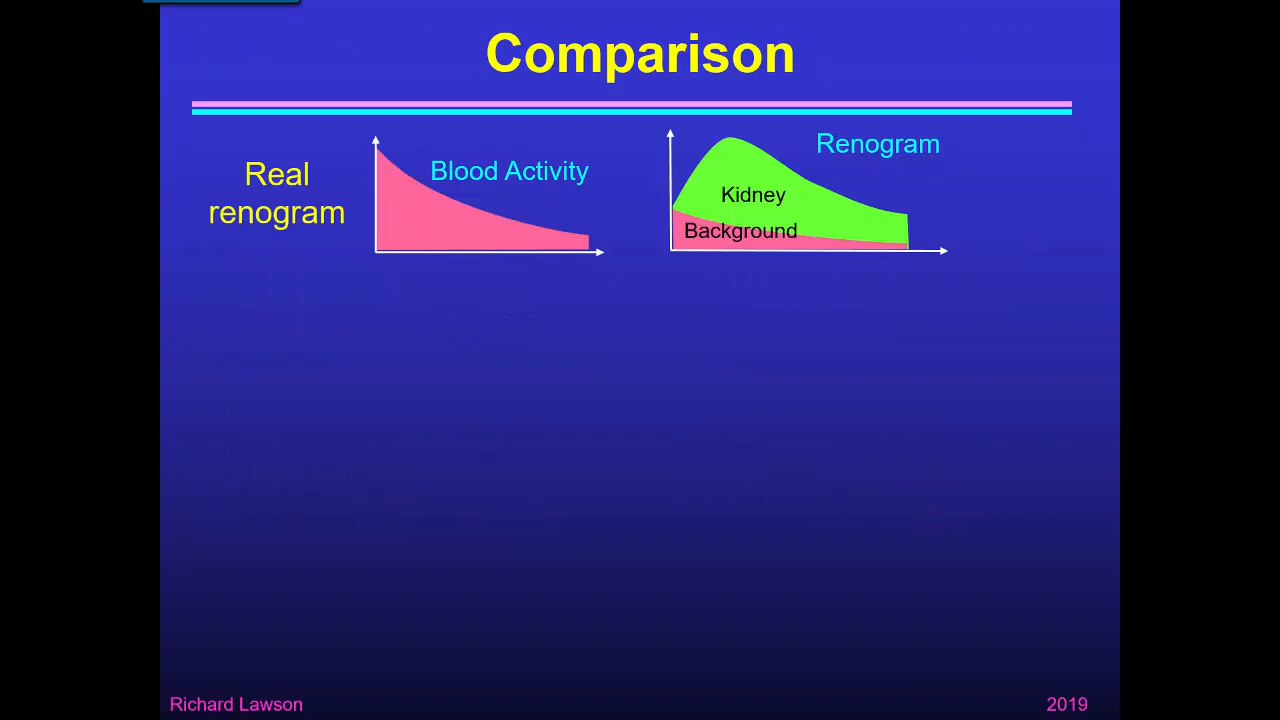 Comparison
Real
renogram
Blood Activity
Renogram
Kidney
Background
Richard Lawson
2019